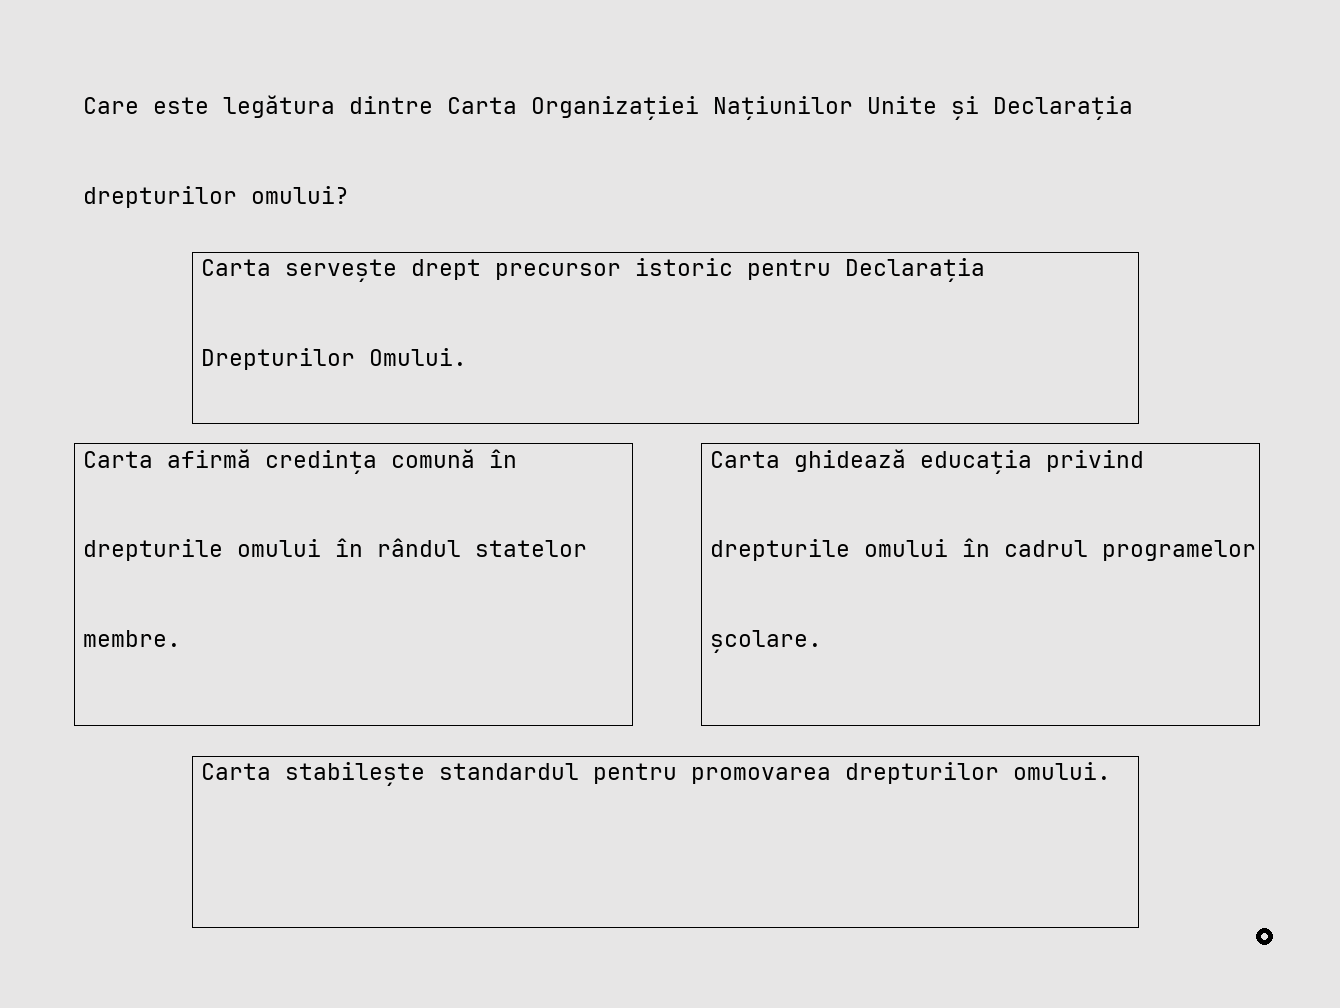 Care este legătura dintre Carta Organizației Națiunilor Unite și Declarația
drepturilor omului?
Carta servește drept precursor istoric pentru Declarația
Drepturilor Omului.
Carta afirmă credința comună în
drepturile omului în rândul statelor
membre.
Carta ghidează educația privind
drepturile omului în cadrul programelor
școlare.
Carta stabilește standardul pentru promovarea drepturilor omului.